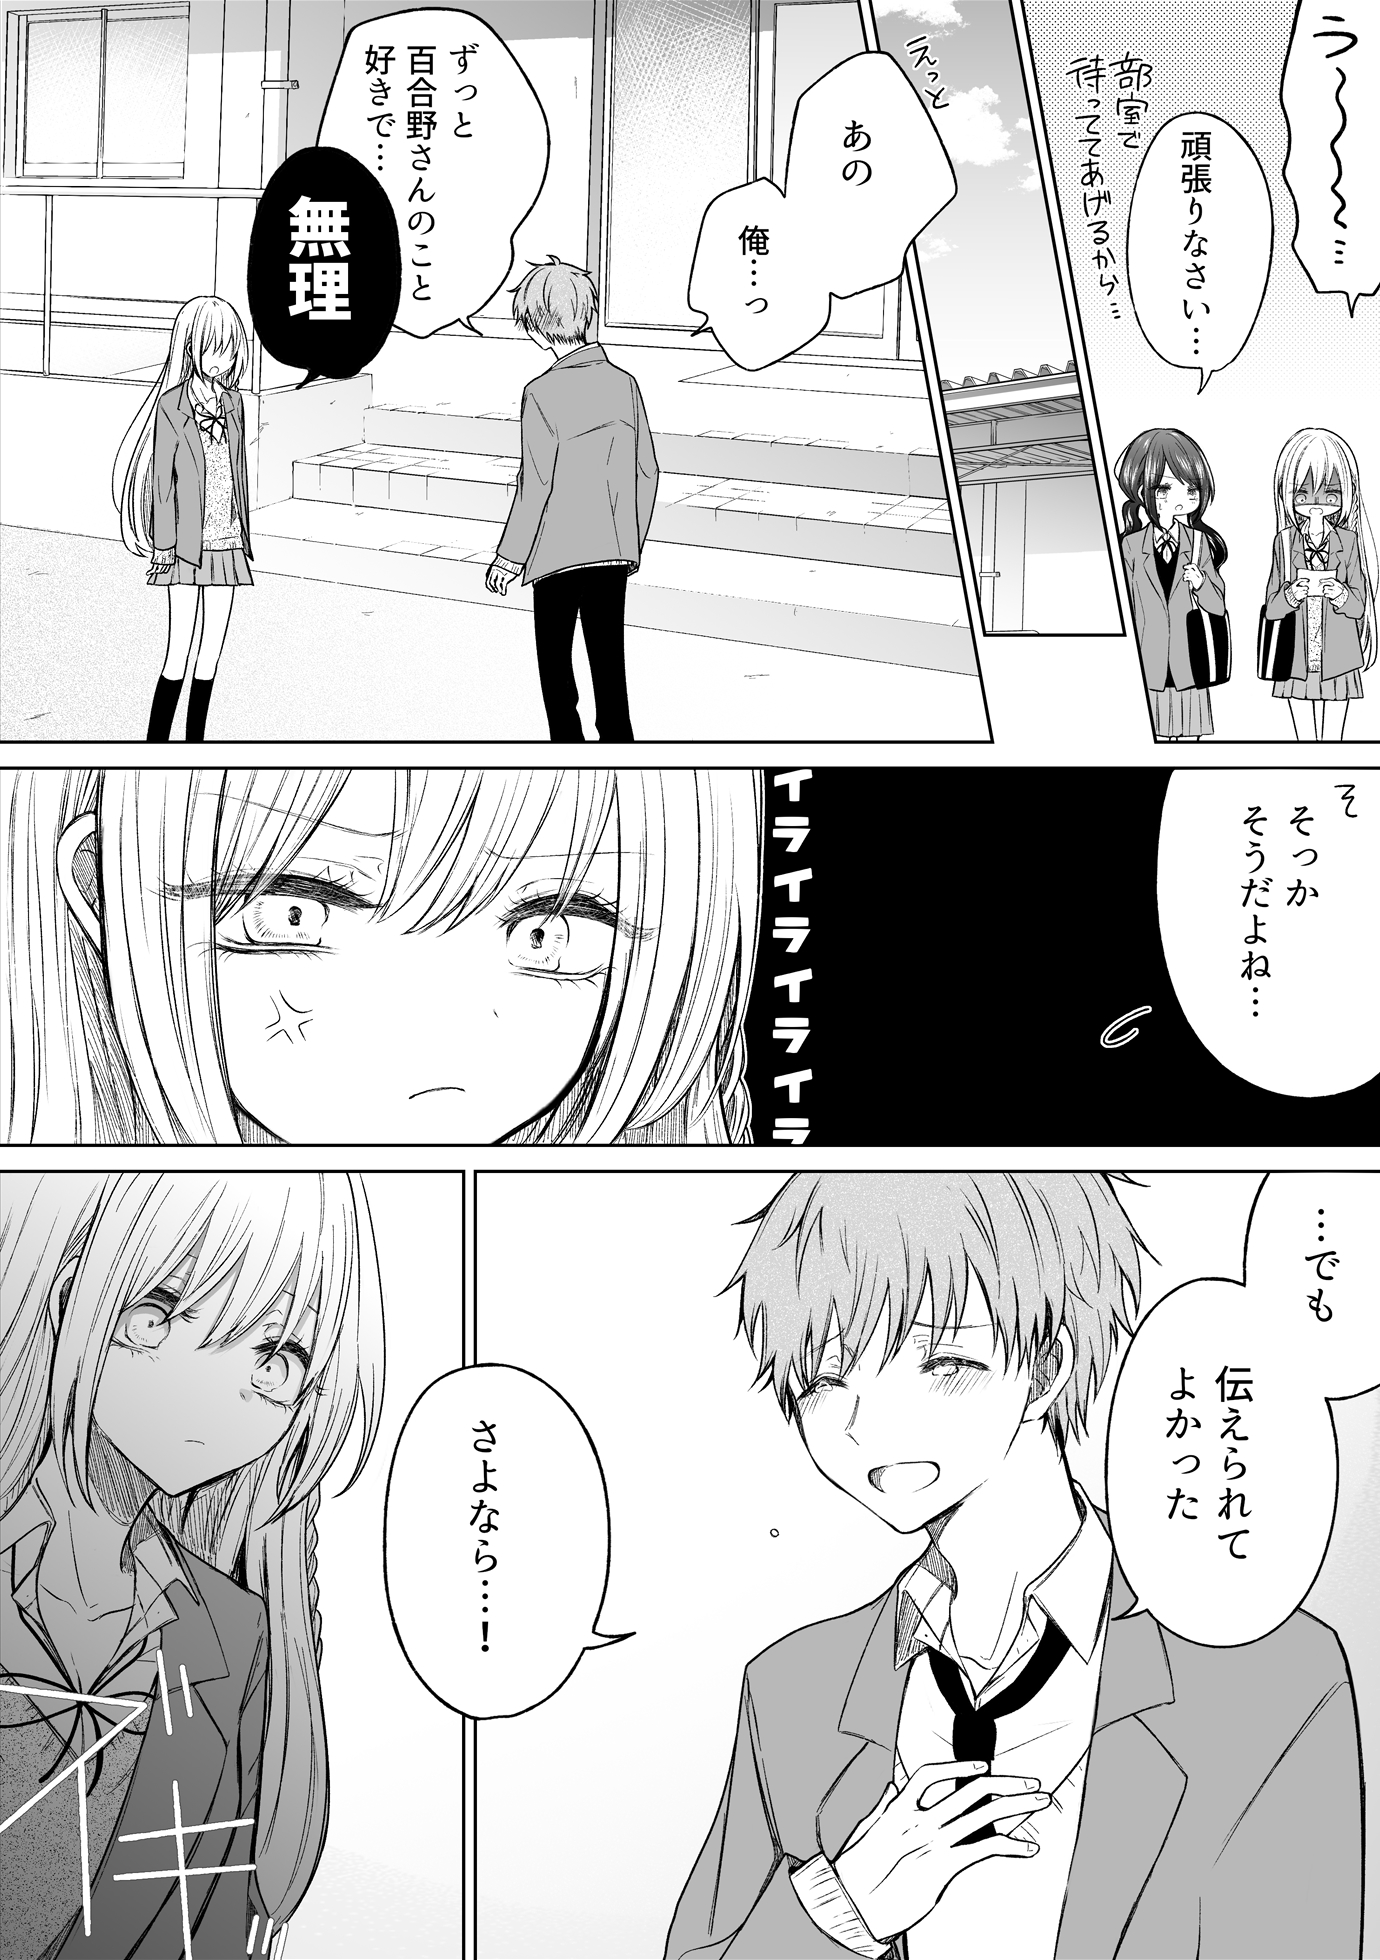 う〜〜〜…
頑張りなさい…
部室で
待っててあげるから…
えっと
あの
俺…っ
ずっと
百合野さんのこと
好きで…
無理
そ
そっか
そうだよね…
イライライライラ
…でも
伝えられて
よかった
さよなら…！
ズキ